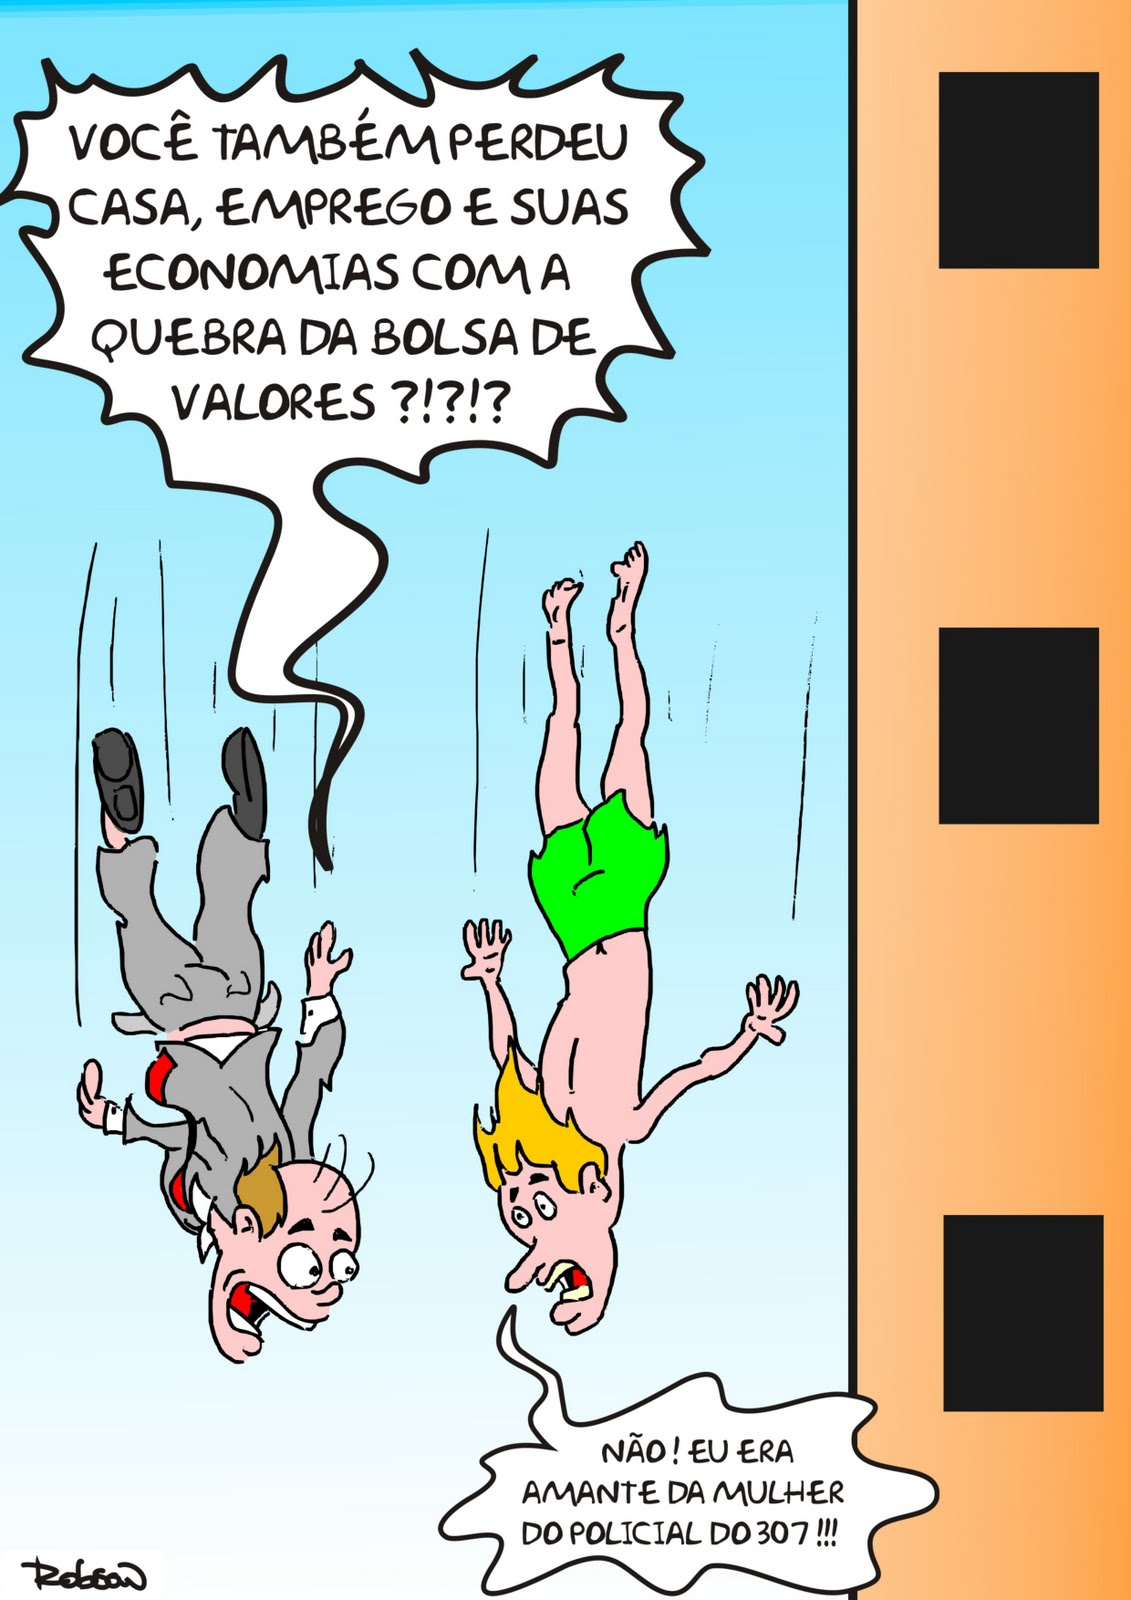 VOCÊ TAMBÉM PERDEU
CASA, EMPREGO E SUAS
ECONOMIAS COM A
QUEBRA DA BOLSA DE
VALORES ?!?!?
NÃO! EU ERA
AMANTE DA MULHER
DO POLICIAL DO 307 !!!
Robson